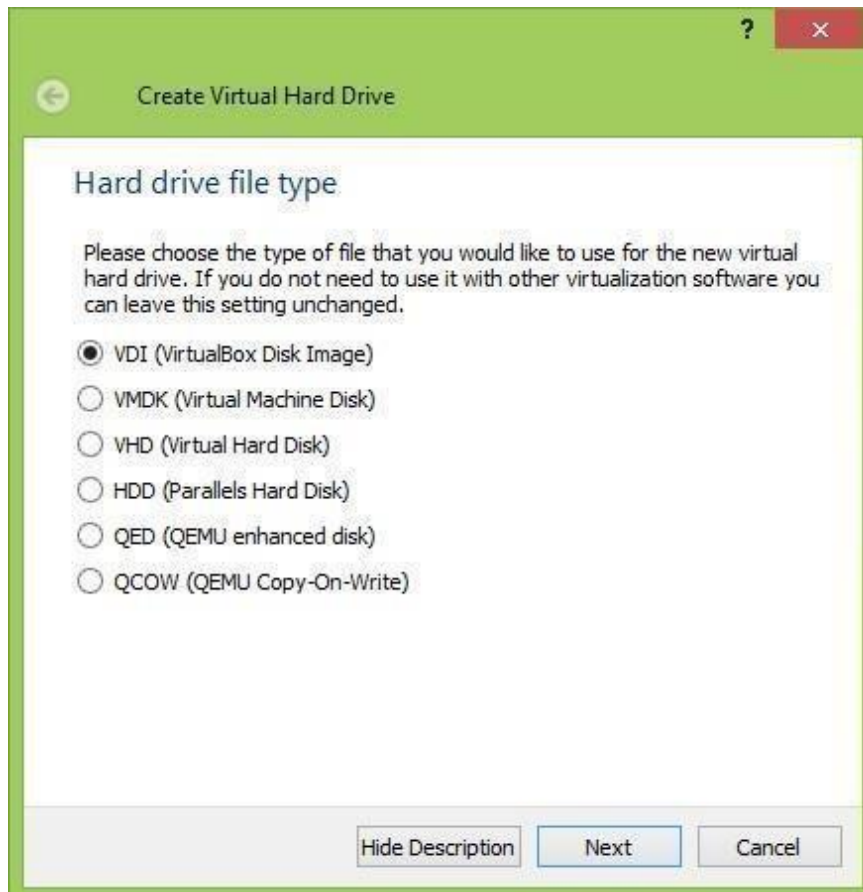 ?
Create Virtual Hard Drive
Hard drive file type
Please choose the type of file that you would like to use for the new virtual
hard drive. If you do not need to use it with other virtualization software you
can leave this setting unchanged.
VDI (VirtualBox Disk Image)
VMDK (Virtual Machine Disk)
VHD (Virtual Hard Disk)
HDD (Parallels Hard Disk)
QED (QEMU enhanced disk)
QCOW (QEMU Copy-On-Write)
Hide Description Next Cancel